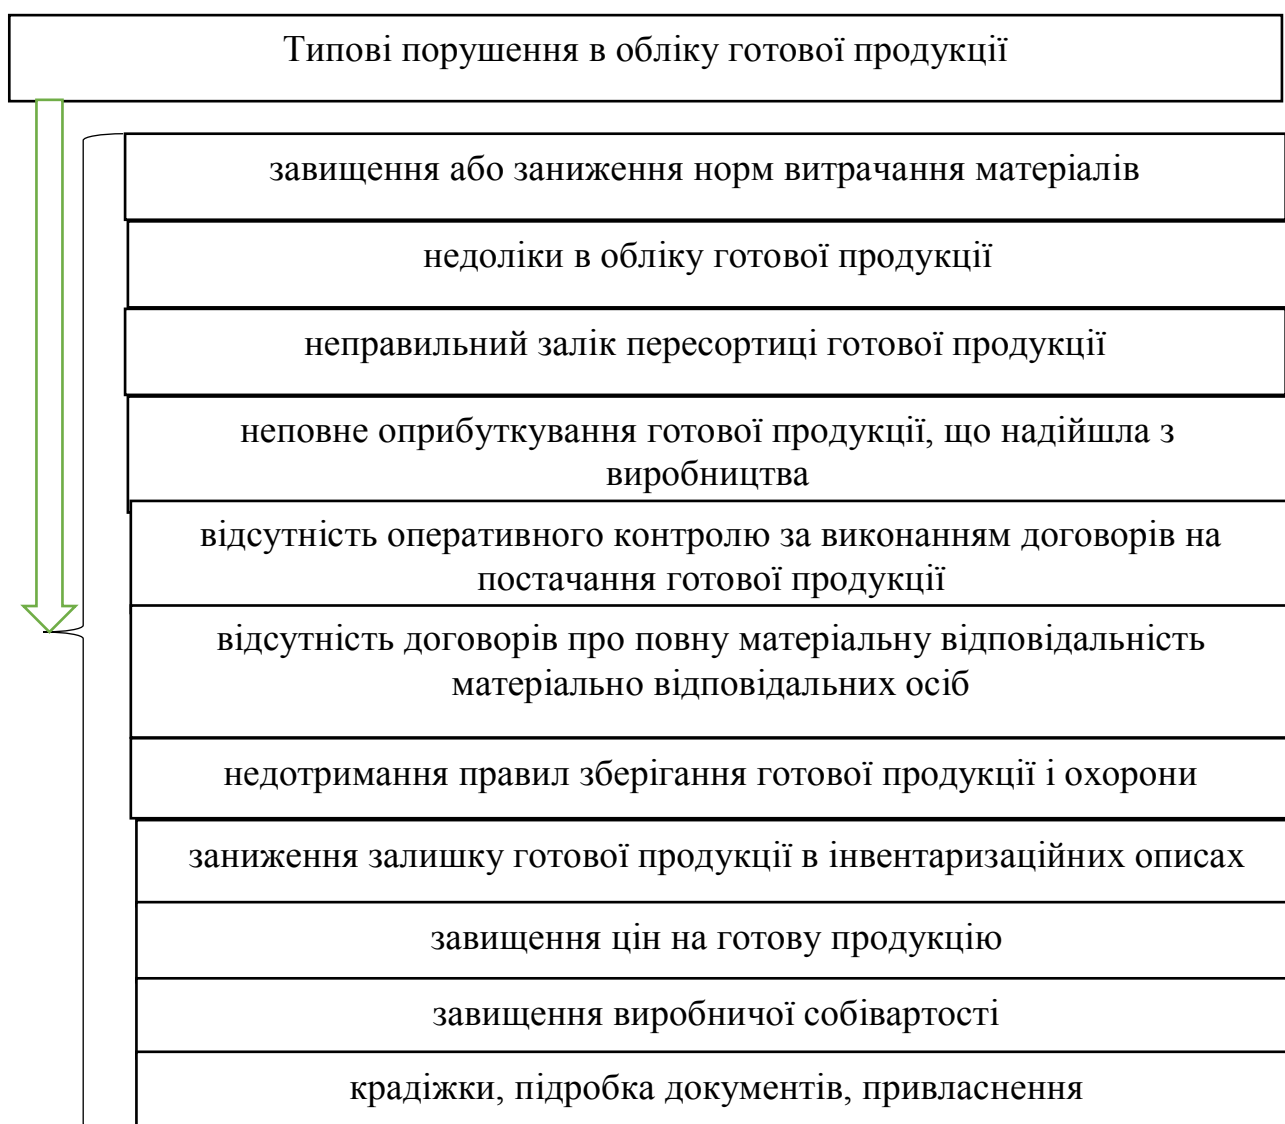 Типові порушення в обліку готової продукції
завищення або заниження норм витрачання матеріалів
недоліки в обліку готової продукції
неправильний залік пересортиці готової продукції
неповне оприбуткування готової продукції, що надійшла з
виробництва
відсутність оперативного контролю за виконанням договорів на
постачання готової продукції
відсутність договорів про повну матеріальну відповідальність
матеріально відповідальних осіб
недотримання правил зберігання готової продукції і охорони
заниження залишку готової продукції в інвентаризаційних описах
завищення цін на готову продукцію
завищення виробничої собівартості
крадіжки, підробка документів, привласнення